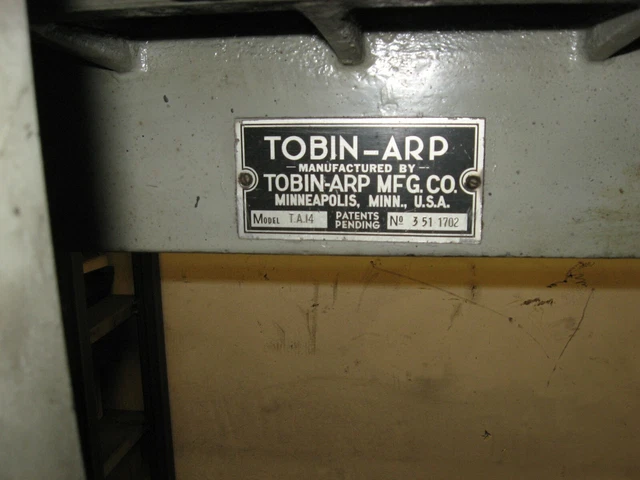 TOBIN-ARP
MANUFACTURED BY
TOBIN-ARP MFG. CO.
MINNEAPOLIS, MINN., U.S.A.
MODEL T.A.14 PATENTS PENDING Nº 3 51 1702